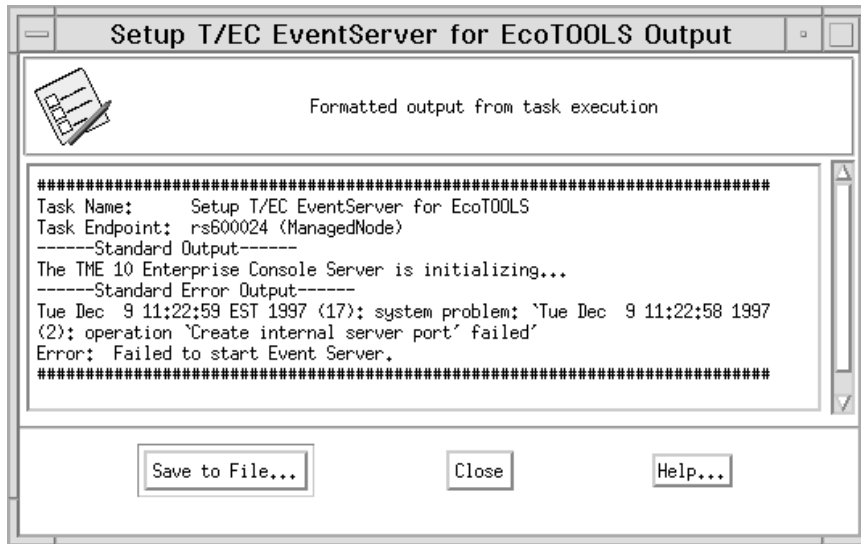 Setup T/EC EventServer for EcoTOOLS Output
Formatted output from task execution
############################################################################
Task Name:      Setup T/EC EventServer for EcoTOOLS
Task Endpoint:  rs600024 (ManagedNode)
------Standard Output------
The TME 10 Enterprise Console Server is initializing...
------Standard Error Output------
Tue Dec  9 11:22:59 EST 1997 (17): system problem: `Tue Dec  9 11:22:58 1997
(2): operation `Create internal server port' failed'
Error:  Failed to start Event Server.
############################################################################
Save to File...
Close
Help...